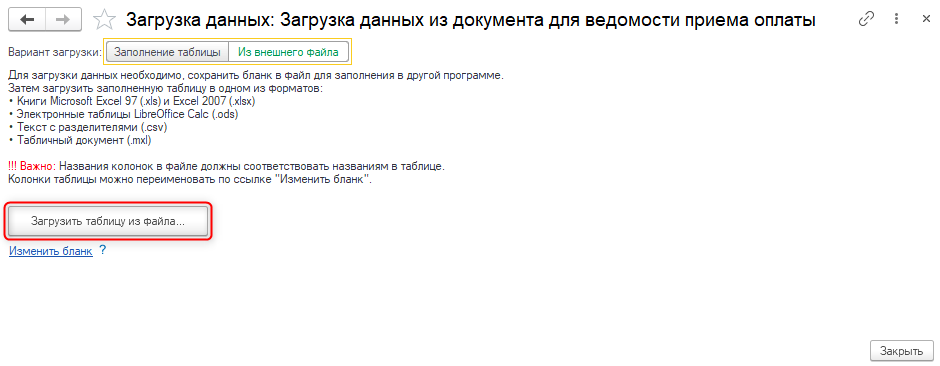 Загрузка данных: Загрузка данных из документа для ведомости приема оплаты
Вариант загрузки: Заполнение таблицы Из внешнего файла
Для загрузки данных необходимо, сохранить бланк в файл для заполнения в другой программе.
Затем загрузить заполненную таблицу в одном из форматов:
• Книги Microsoft Excel 97 (.xls) и Excel 2007 (.xlsx)
• Электронные таблицы LibreOffice Calc (.ods)
• Текст с разделителями (.csv)
• Табличный документ (.mxl)
!!! Важно: Названия колонок в файле должны соответствовать названиям в таблице.
Колонки таблицы можно переименовать по ссылке "Изменить бланк".
Загрузить таблицу из файла...
Изменить бланк ?
Закрыть